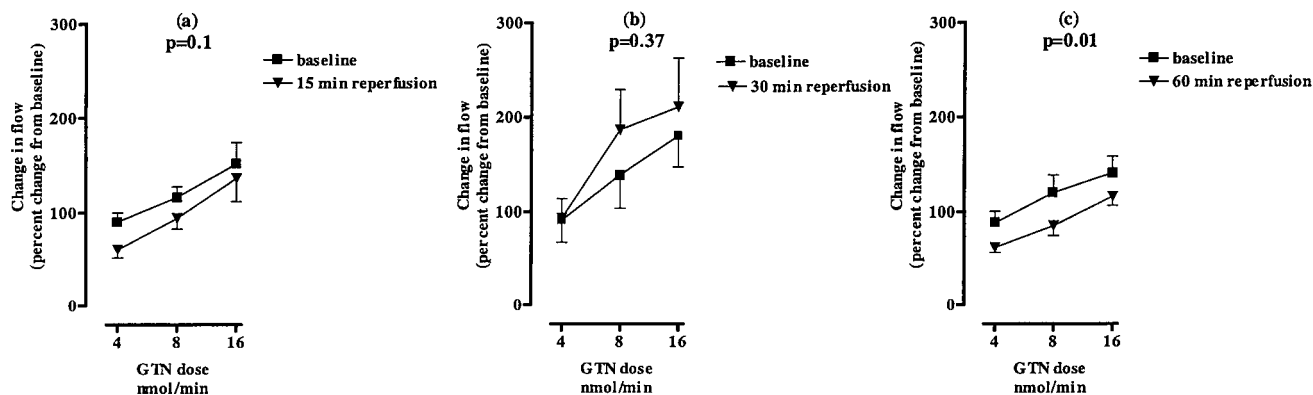 (a)
p=0.1
300
200
100
0
Change in flow
(percent change from baseline)
baseline
15 min reperfusion
4 8 16
GTN dose
nmol/min
(b)
p=0.37
300
200
100
0
Change in flow
(percent change from baseline)
baseline
30 min reperfusion
4 8 16
GTN dose
nmol/min
(c)
p=0.01
300
200
100
0
Change in flow
(percent change from baseline)
baseline
60 min reperfusion
4 8 16
GTN dose
nmol/min